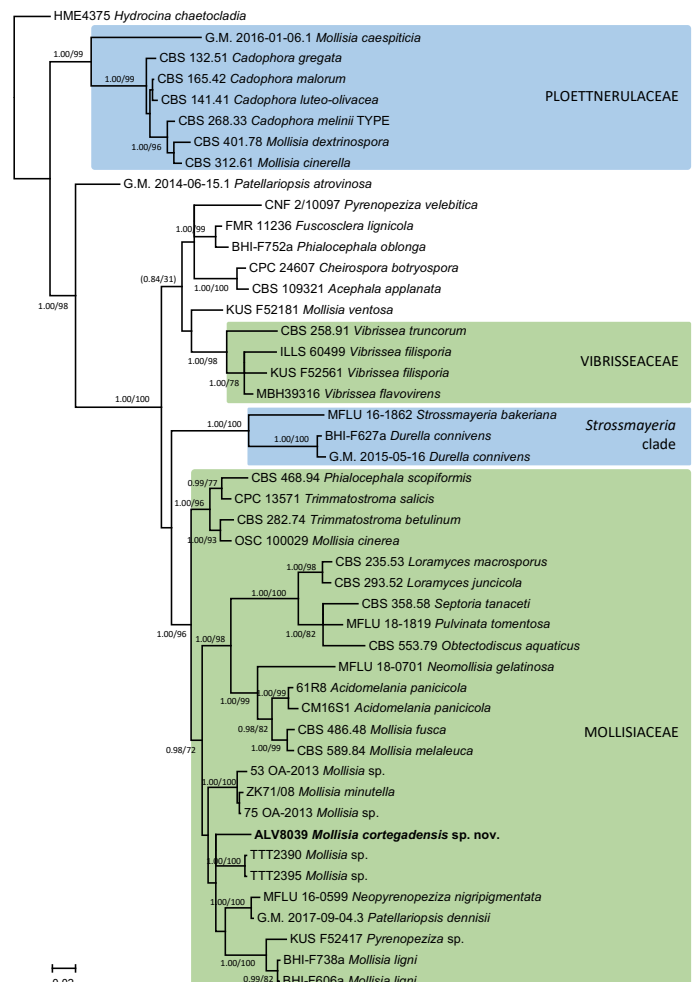 HME4375 Hydrocina chaetocladia
G.M. 2016-01-06.1 Mollisia caespiticia
1.00/99
CBS 132.51 Cadophora gregata
1.00/99
CBS 165.42 Cadophora malorum
CBS 141.41 Cadophora luteo-olivacea
PLOETTNERULACEAE
CBS 268.33 Cadophora melinii TYPE
CBS 401.78 Mollisia dextrinospora
1.00/96
CBS 312.61 Mollisia cinerella
G.M. 2014-06-15.1 Patellariopsis atrovinosa
CNF 2/10097 Pyrenopeziza velebitica
1.00/99
FMR 11236 Fuscosclera lignicola
BHI-F752a Phialocephala oblonga
CPC 24607 Cheirospora botryospora
(0.84/31)
1.00/100
CBS 109321 Acephala applanata
1.00/98
KUS F52181 Mollisia ventosa
CBS 258.91 Vibrissea truncorum
ILLS 60499 Vibrissea filisporia
1.00/98
VIBRISSEACEAE
KUS F52561 Vibrissea filisporia
1.00/78
MBH39316 Vibrissea flavovirens
1.00/100
MFLU 16-1862 Strossmayeria bakeriana
1.00/100
BHI-F627a Durella connivens
1.00/100
G.M. 2015-05-16 Durella connivens
Strossmayeria
clade
CBS 468.94 Phialocephala scopiformis
0.99/77
CPC 13571 Trimmatostroma salicis
1.00/96
CBS 282.74 Trimmatostroma betulinum
1.00/93
OSC 100029 Mollisia cinerea
CBS 235.53 Loramyces macrosporus
1.00/98
CBS 293.52 Loramyces juncicola
1.00/100
CBS 358.58 Septoria tanaceti
MFLU 18-1819 Pulvinata tomentosa
1.00/82
1.00/96
CBS 553.79 Obtectodiscus aquaticus
1.00/98
MFLU 18-0701 Neomollisia gelatinosa
61R8 Acidomelania panicicola
1.00/99
1.00/99
CM16S1 Acidomelania panicicola
CBS 486.48 Mollisia fusca
0.98/82
MOLLISIACEAE
1.00/99
CBS 589.84 Mollisia melaleuca
0.98/72
53 OA-2013 Mollisia sp.
1.00/100
ZK71/08 Mollisia minutella
75 OA-2013 Mollisia sp.
ALV8039 Mollisia cortegadensis sp. nov.
TTT2390 Mollisia sp.
1.00/100
TTT2395 Mollisia sp.
MFLU 16-0599 Neopyrenopeziza nigripigmentata
1.00/100
G.M. 2017-09-04.3 Patellariopsis dennisii
KUS F52417 Pyrenopeziza sp.
1.00/100
BHI-F738a Mollisia ligni
0.99/82
BHI-F606a Mollisia ligni